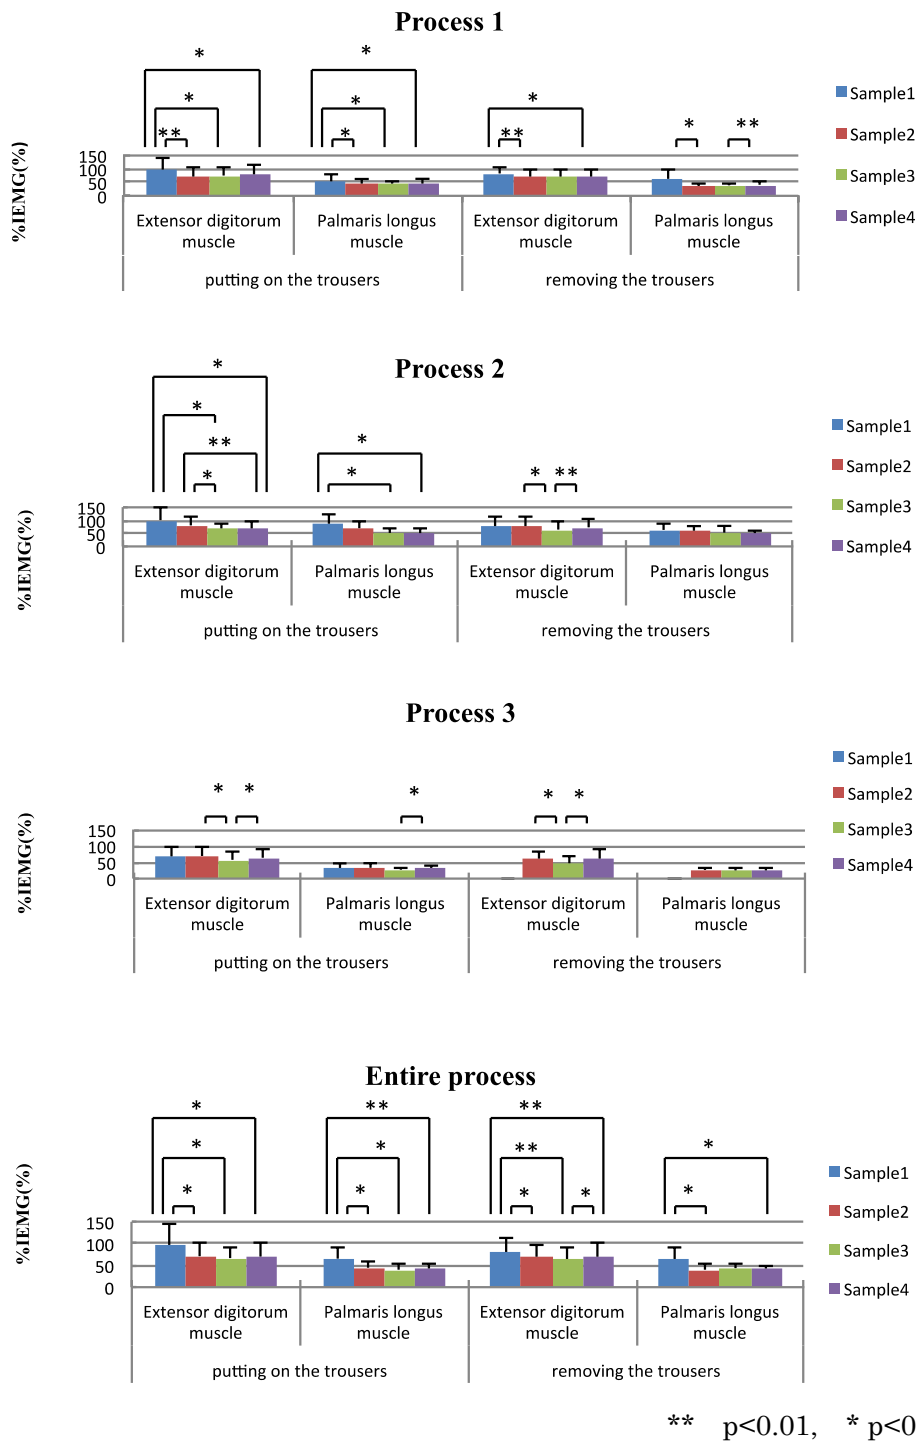 Process 1
*
*
*
*
*
**
*
*
**
*
**
%IEMG(%)
150
100
50
0
Extensor digitorum
muscle
Palmaris longus
muscle
Extensor digitorum
muscle
Palmaris longus
muscle
putting on the trousers
removing the trousers
Sample1
Sample2
Sample3
Sample4
Process 2
*
*
**
*
*
*
*
**
%IEMG(%)
150
100
50
0
Extensor digitorum
muscle
Palmaris longus
muscle
Extensor digitorum
muscle
Palmaris longus
muscle
putting on the trousers
removing the trousers
Sample1
Sample2
Sample3
Sample4
Process 3
*
*
*
*
*
%IEMG(%)
150
100
50
0
Extensor digitorum
muscle
Palmaris longus
muscle
Extensor digitorum
muscle
Palmaris longus
muscle
putting on the trousers
removing the trousers
Sample1
Sample2
Sample3
Sample4
Entire process
*
**
**
*
*
**
*
*
*
*
*
*
%IEMG(%)
150
100
50
0
Extensor digitorum
muscle
Palmaris longus
muscle
Extensor digitorum
muscle
Palmaris longus
muscle
putting on the trousers
removing the trousers
Sample1
Sample2
Sample3
Sample4
** p<0.01, * p<0